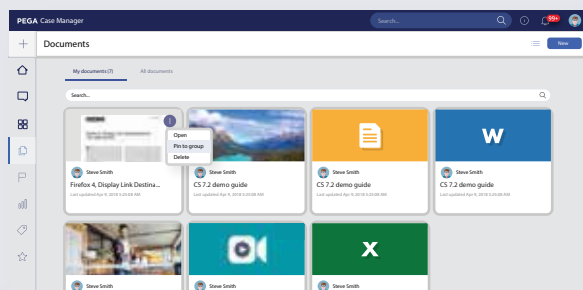 PEGA Case Manager
Search...
99+
Documents
New
My documents (7)
All documents
Search...
Open
Pin to group
Delete
W
Steve Smith
Steve Smith
Steve Smith
Steve Smith
Firefox 4, Display Link Destina...
CS 7.2 demo guide
CS 7.2 demo guide
CS 7.2 demo guide
Last updated Apr 9, 2018 5:25:08 AM
Last updated Apr 9, 2018 5:25:08 AM
Last updated Apr 9, 2018 5:25:08 AM
Last updated Apr 9, 2018 5:25:08 AM
X
Steve Smith
Steve Smith
Steve Smith